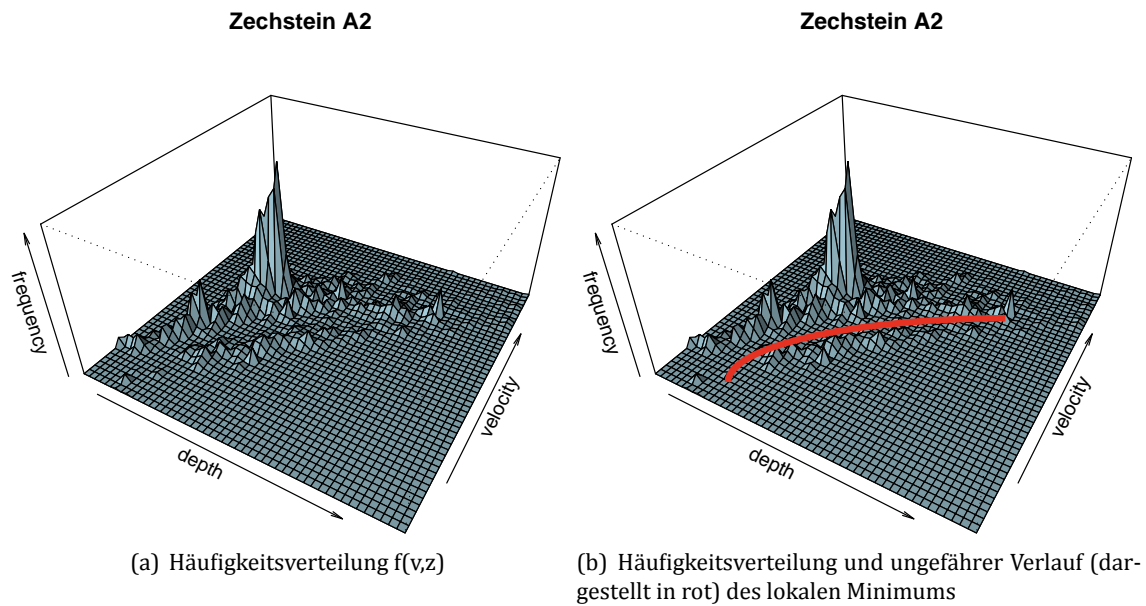 Zechstein A2
frequency
depth
velocity
(a) Häufigkeitsverteilung f(v,z)
Zechstein A2
frequency
depth
velocity
(b) Häufigkeitsverteilung und ungefährer Verlauf (dar-
gestellt in rot) des lokalen Minimums